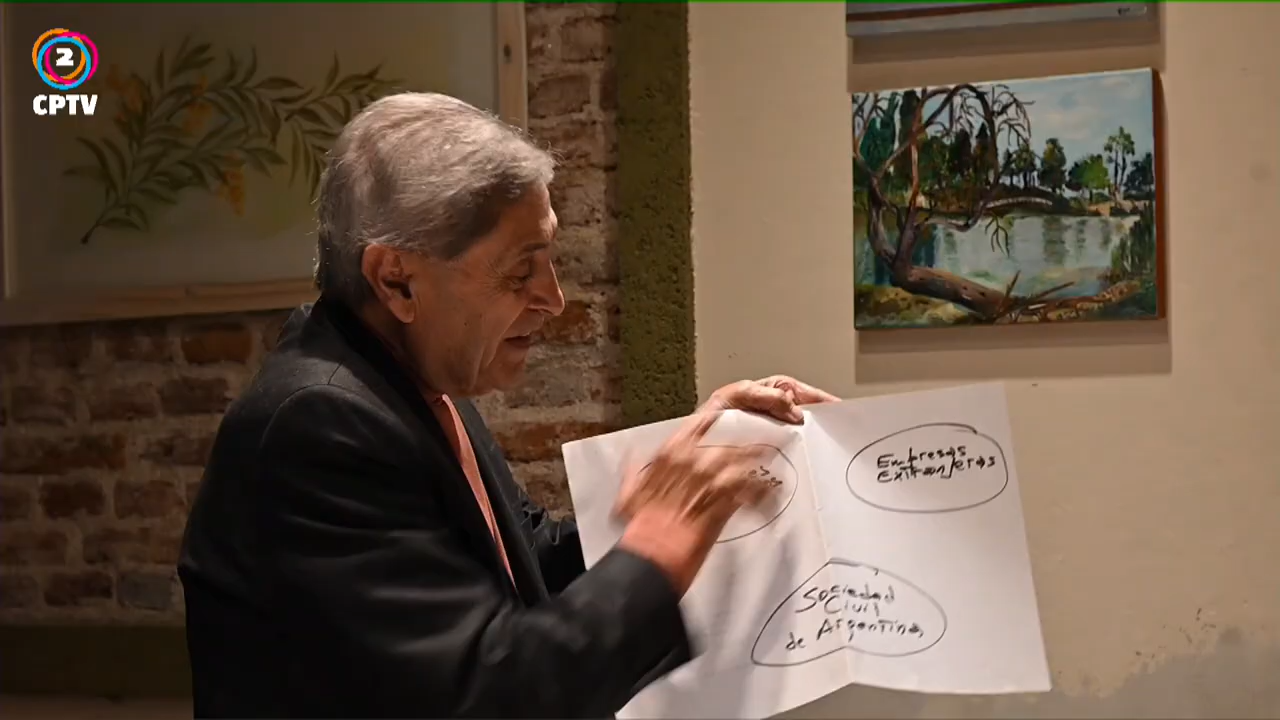 2
CPTV
Empresas
Extranjeras
Sociedad
Civil
de Argentina